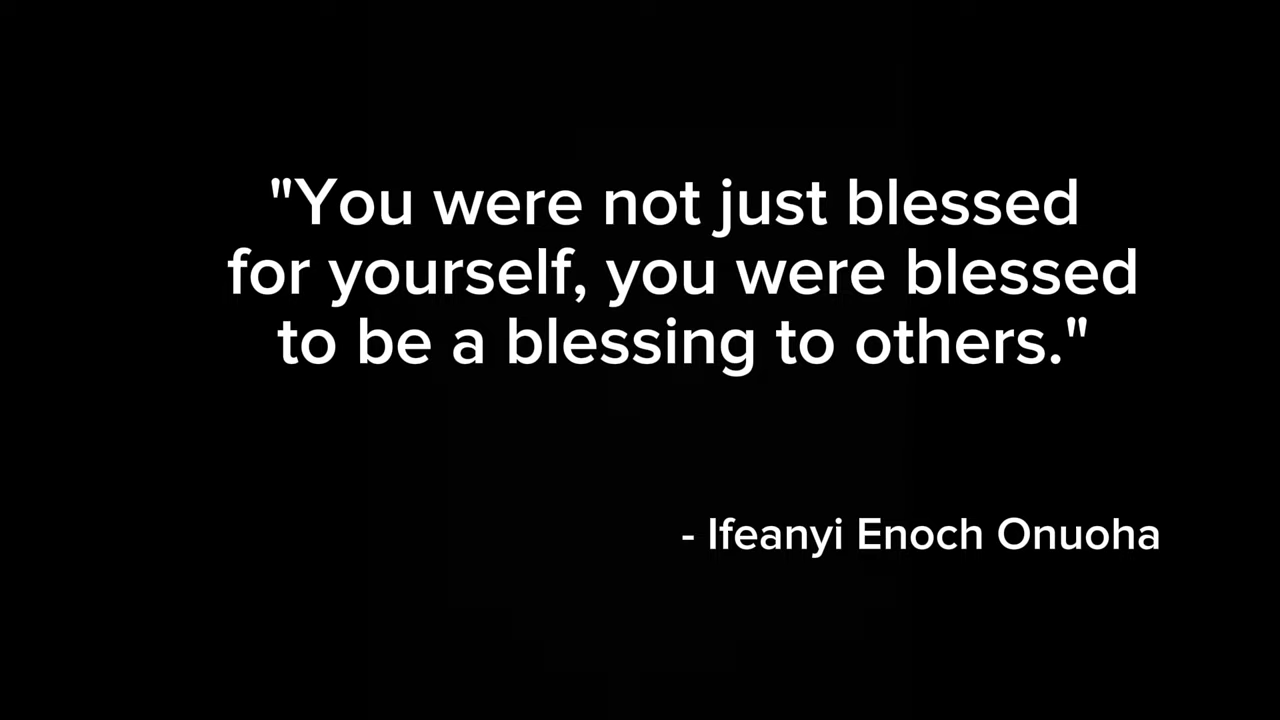 "You were not just blessed
for yourself, you were blessed
to be a blessing to others."
- Ifeanyi Enoch Onuoha